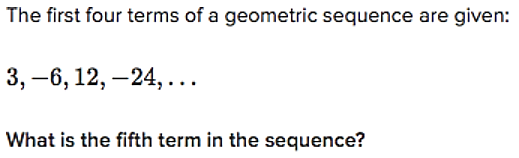 The first four terms of a geometric sequence are given:
3, −6, 12, −24, . . .
What is the fifth term in the sequence?